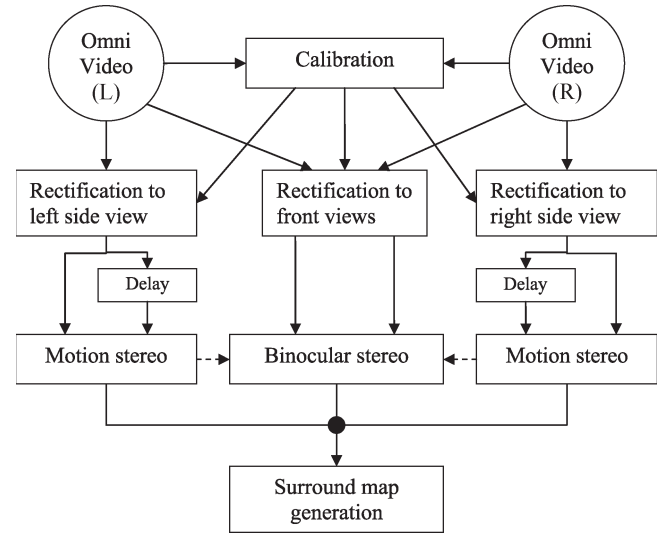 Omni
Video
(L)
Calibration
Omni
Video
(R)
Rectification to
left side view
Rectification to
front views
Rectification to
right side view
Delay
Delay
Motion stereo
Binocular stereo
Motion stereo
Surround map
generation